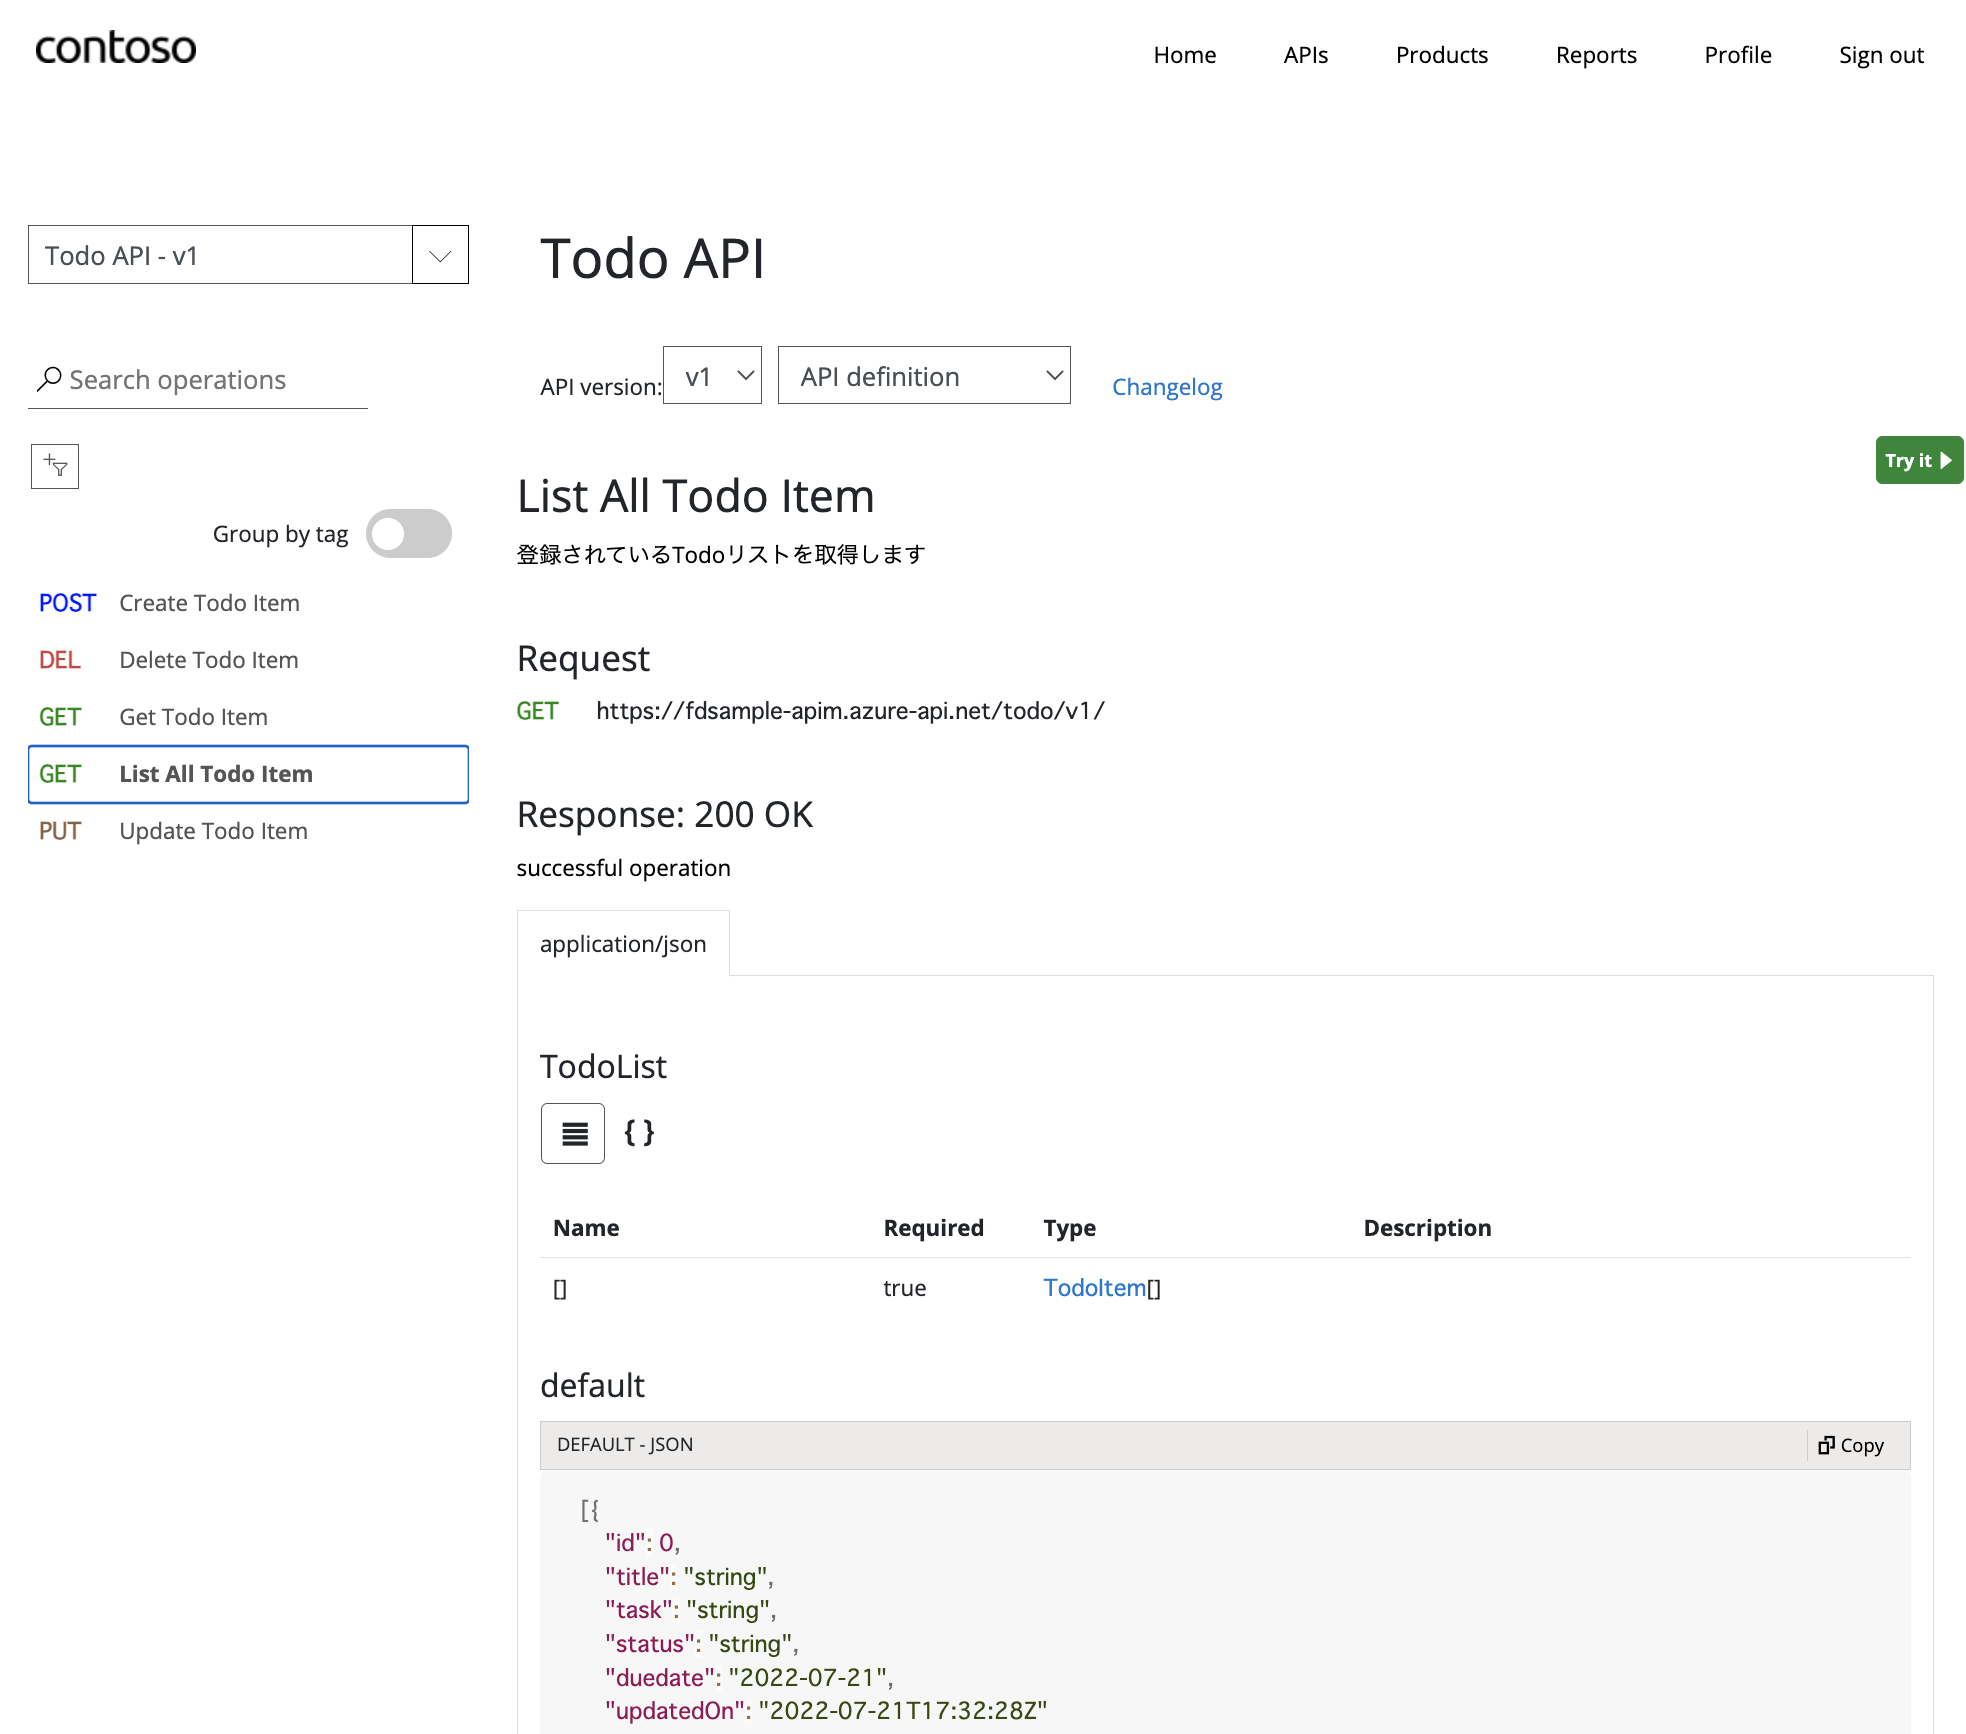 contoso
Home APIs Products Reports Profile Sign out
Todo API - v1
Search operations
Group by tag
POST Create Todo Item
DEL Delete Todo Item
GET Get Todo Item
GET List All Todo Item
PUT Update Todo Item
Todo API
API version: v1 API definition Changelog
Try it
List All Todo Item
登録されているTodoリストを取得します
Request
GET https://fdsample-apim.azure-api.net/todo/v1/
Response: 200 OK
successful operation
application/json
TodoList
{ }
Name Required Type Description
[] true TodoItem[]
default
DEFAULT - JSON Copy
[{
"id": 0,
"title": "string",
"task": "string",
"status": "string",
"duedate": "2022-07-21",
"updatedOn": "2022-07-21T17:32:28Z"